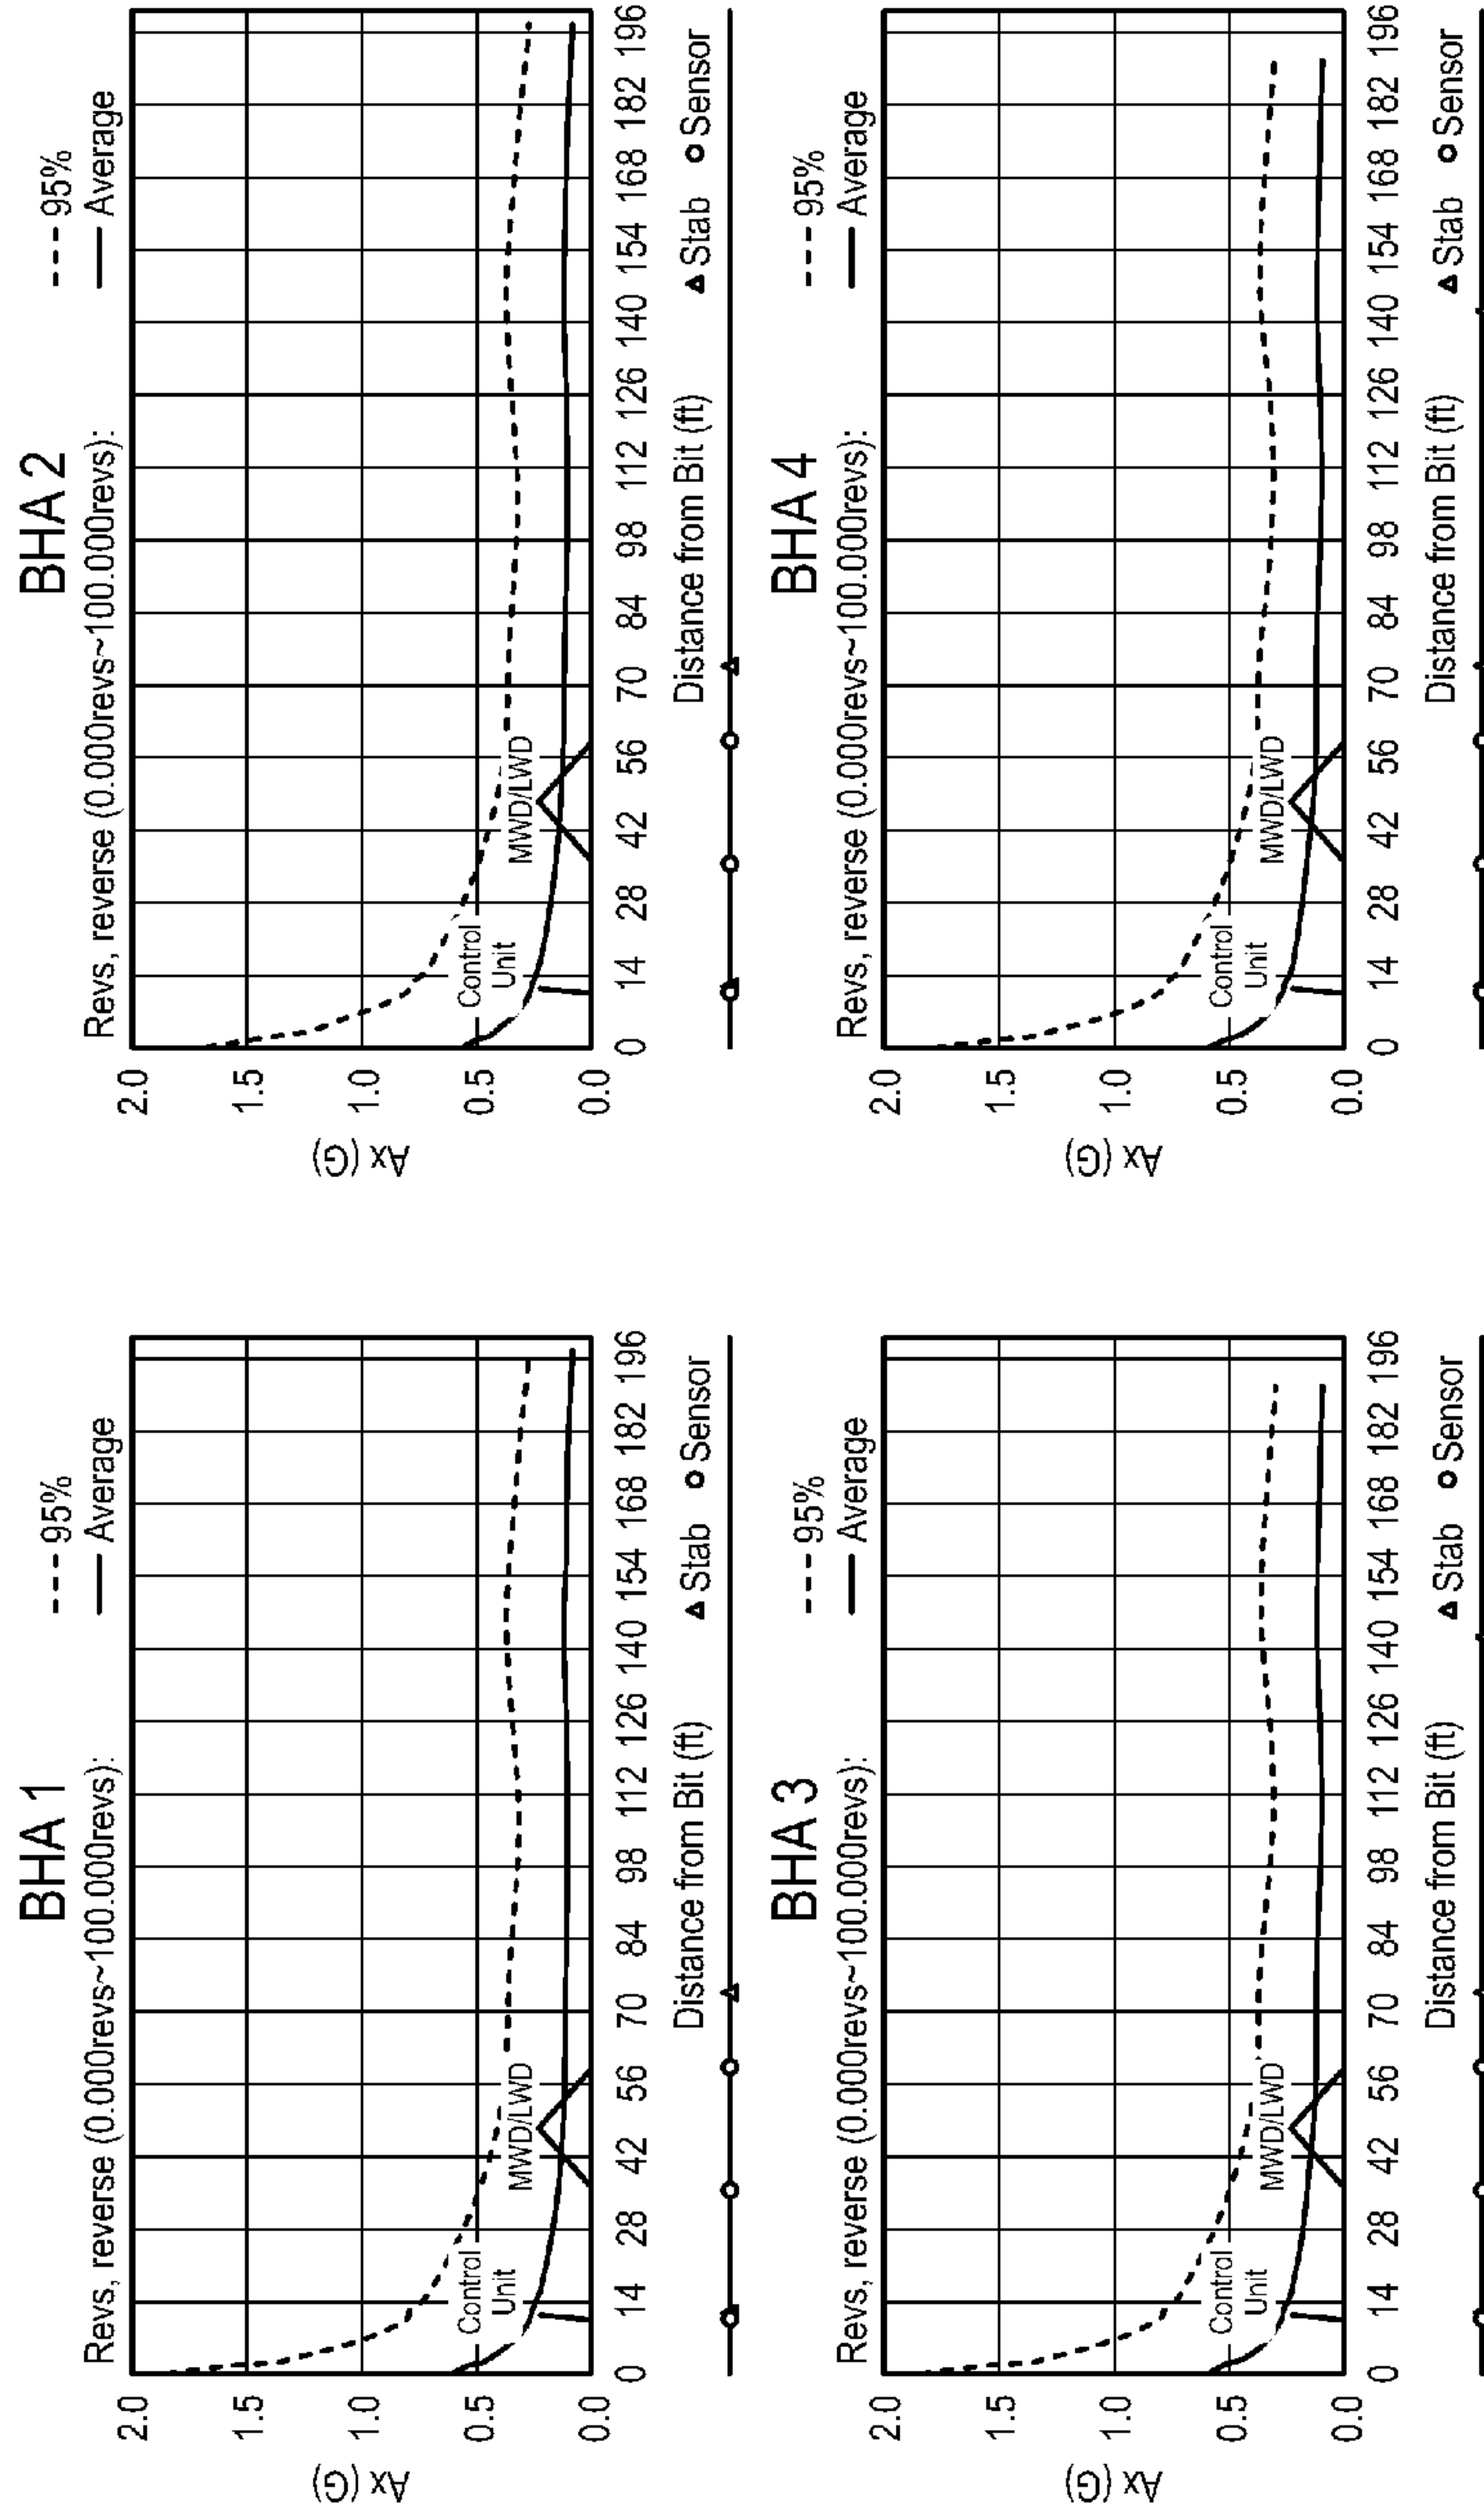 BHA 1
Revs, reverse (0.000revs~100.000revs):
95%
Average
Ax (G)
2.0
1.5
1.0
0.5
0.0
Control
Unit
MWD/LWD
0 14 28 42 56 70 84 98 112 126 140 154 168 182 196
Distance from Bit (ft)
Stab
Sensor
BHA 2
Revs, reverse (0.000revs~100.000revs):
95%
Average
Ax (G)
2.0
1.5
1.0
0.5
0.0
Control
Unit
MWD/LWD
0 14 28 42 56 70 84 98 112 126 140 154 168 182 196
Distance from Bit (ft)
Stab
Sensor
BHA 3
Revs, reverse (0.000revs~100.000revs):
95%
Average
Ax (G)
2.0
1.5
1.0
0.5
0.0
Control
Unit
MWD/LWD
0 14 28 42 56 70 84 98 112 126 140 154 168 182 196
Distance from Bit (ft)
Stab
Sensor
BHA 4
Revs, reverse (0.000revs~100.000revs):
95%
Average
Ax (G)
2.0
1.5
1.0
0.5
0.0
Control
Unit
MWD/LWD
0 14 28 42 56 70 84 98 112 126 140 154 168 182 196
Distance from Bit (ft)
Stab
Sensor